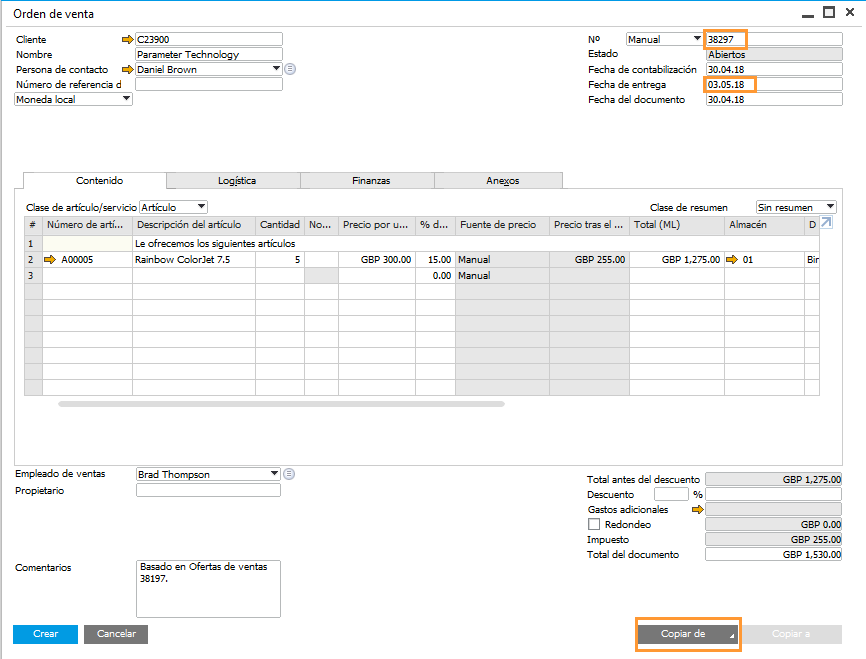 Orden de venta
Cliente C23900
Nombre Parameter Technology
Persona de contacto Daniel Brown
Número de referencia d
Moneda local
Nº Manual 38297
Estado Abiertos
Fecha de contabilización 30.04.18
Fecha de entrega 03.05.18
Fecha del documento 30.04.18
Contenido Logística Finanzas Anexos
Clase de artículo/servicio Artículo Clase de resumen Sin resumen
# Número de artí... Descripción del artículo Cantidad No... Precio por u... % d... Fuente de precio Precio tras el ... Total (ML) Almacén D
1 Le ofrecemos los siguientes artículos
2 A00005 Rainbow ColorJet 7.5 5 GBP 300.00 15.00 Manual GBP 255.00 GBP 1,275.00 01 Bir
3 0.00 Manual
Empleado de ventas Brad Thompson
Propietario
Total antes del descuento GBP 1,275.00
Descuento %
Gastos adicionales
Redondeo GBP 0.00
Impuesto GBP 255.00
Total del documento GBP 1,530.00
Comentarios Basado en Ofertas de ventas
38197.
Crear Cancelar Copiar de Copiar a